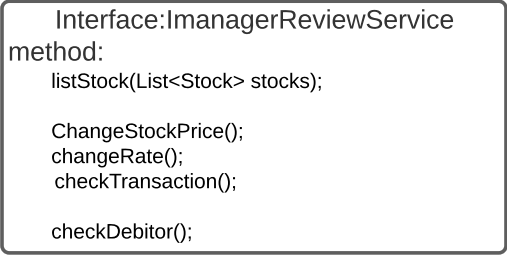 Interface:ImanagerReviewService
method:
listStock(List<Stock> stocks);
ChangeStockPrice();
changeRate();
checkTransaction();
checkDebitor();